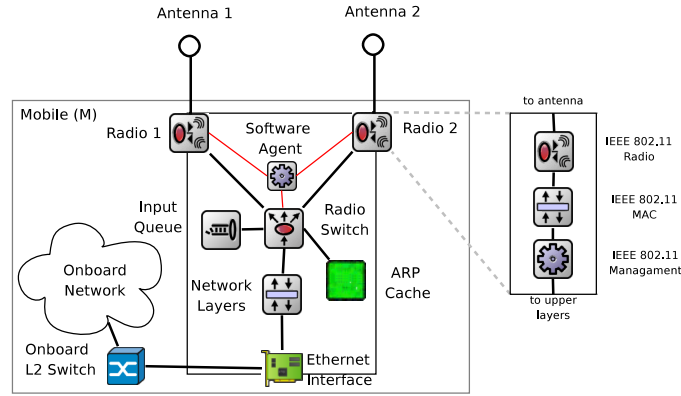 Antenna 1
Antenna 2
Mobile (M)
Radio 1
Software
Agent
Radio 2
Input
Queue
Radio
Switch
Onboard
Network
Network
Layers
ARP
Cache
Onboard
L2 Switch
Ethernet
Interface
to antenna
IEEE 802.11
Radio
IEEE 802.11
MAC
IEEE 802.11
Managament
to upper
layers